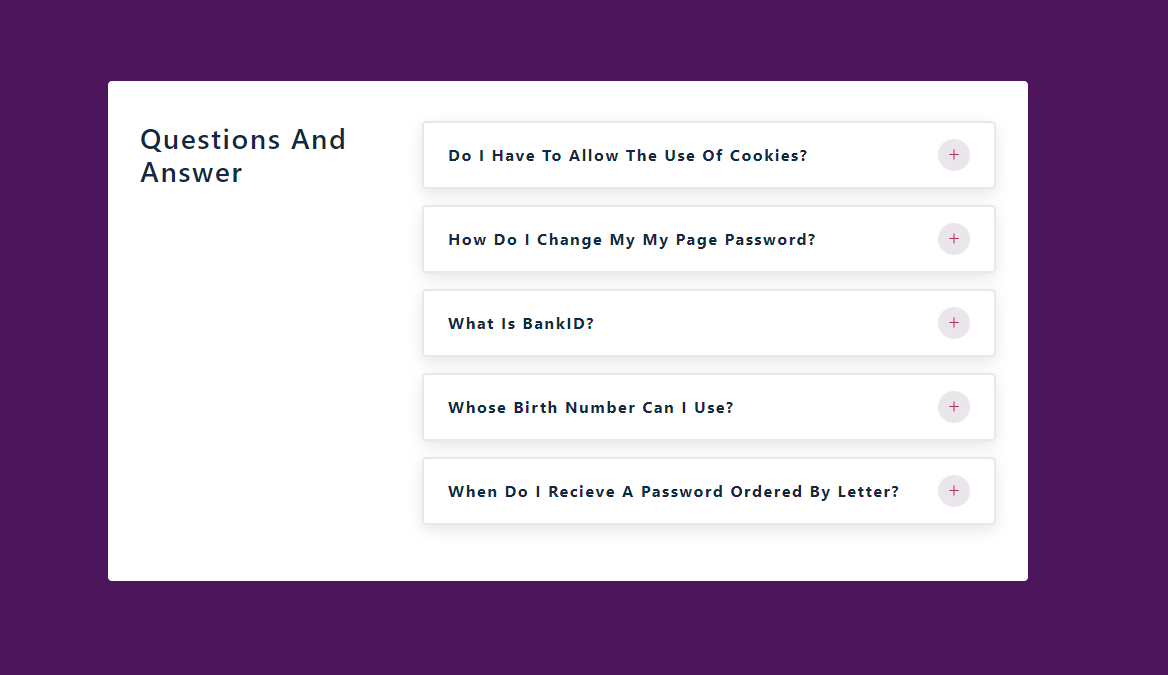 Questions And
Answer
Do I Have To Allow The Use Of Cookies?
+
How Do I Change My My Page Password?
+
What Is BankID?
+
Whose Birth Number Can I Use?
+
When Do I Recieve A Password Ordered By Letter?
+